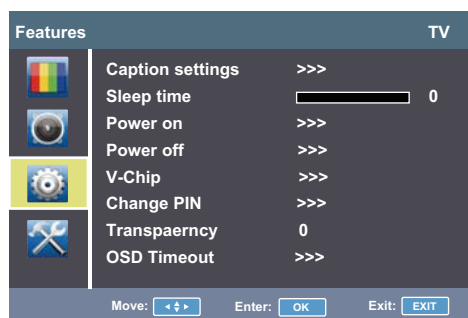 Features TV
Caption settings >>>
Sleep time 0
Power on >>>
Power off >>>
V-Chip >>>
Change PIN >>>
Transpaerncy 0
OSD Timeout >>>
Move: Enter: OK Exit: EXIT